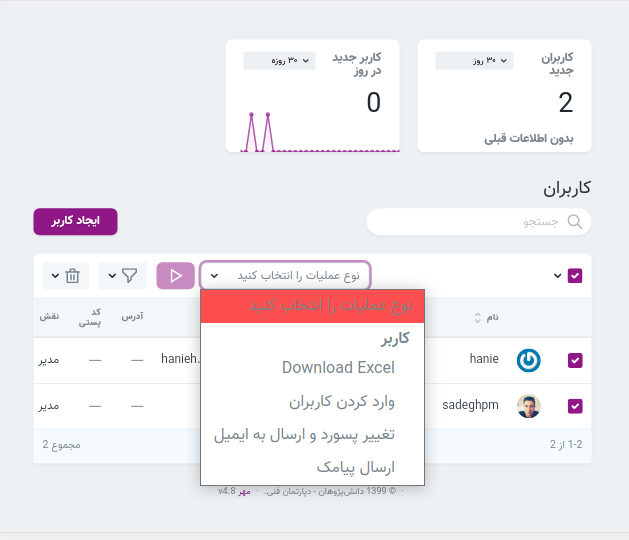 کاربران جدید
۳۰ روز
2
بدون اطلاعات قبلی
کاربر جدید در روز
۳۰ روزه
0
کاربران
جستجو
ایجاد کاربر
نوع عملیات را انتخاب کنید
نوع عملیات را انتخاب کنید
کاربر
Download Excel
وارد کردن کاربران
تغییر پسورد و ارسال به ایمیل
ارسال پیامک
نام
آدرس
کد پستی
نقش
hanie
hanieh.
—
—
مدیر
sadeghpm
—
—
مدیر
1-2 از 2
مجموع 2
© 1399 دانش‌پژوهان - دپارتمان فنی. · مهر v4.8